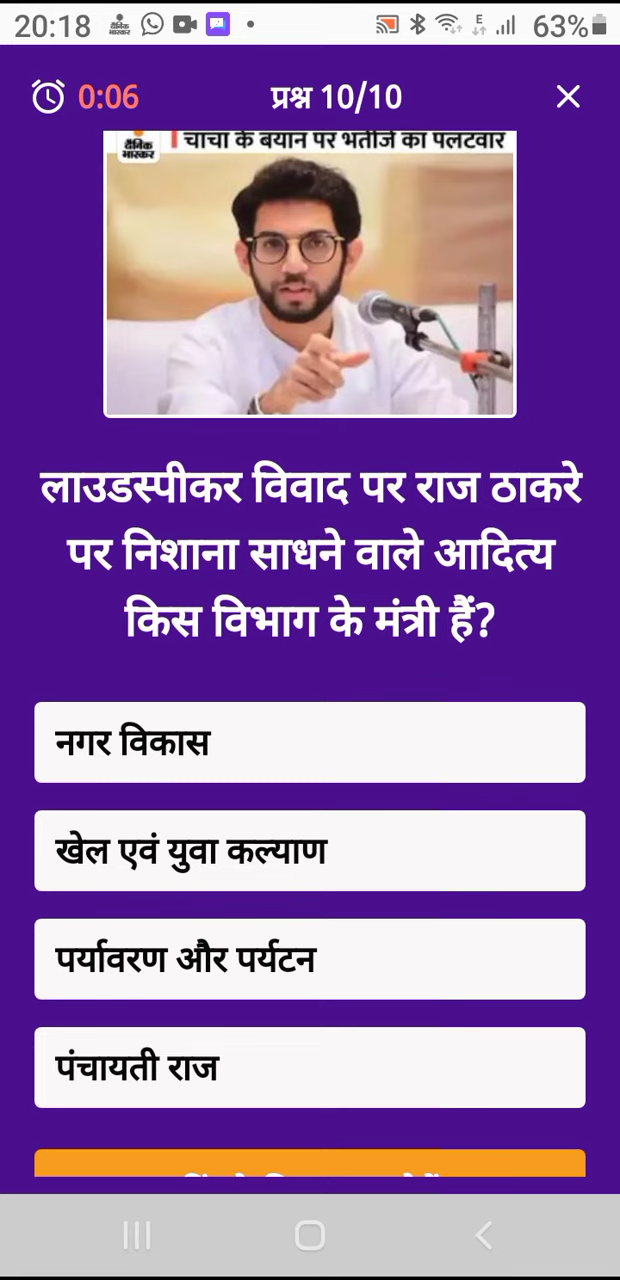 20:18
63%
0:06
प्रश्न 10/10
दैनिक भास्कर
चाचा के बयान पर भतीजे का पलटवार
लाउडस्पीकर विवाद पर राज ठाकरे
पर निशाना साधने वाले आदित्य
किस विभाग के मंत्री हैं?
नगर विकास
खेल एवं युवा कल्याण
पर्यावरण और पर्यटन
पंचायती राज